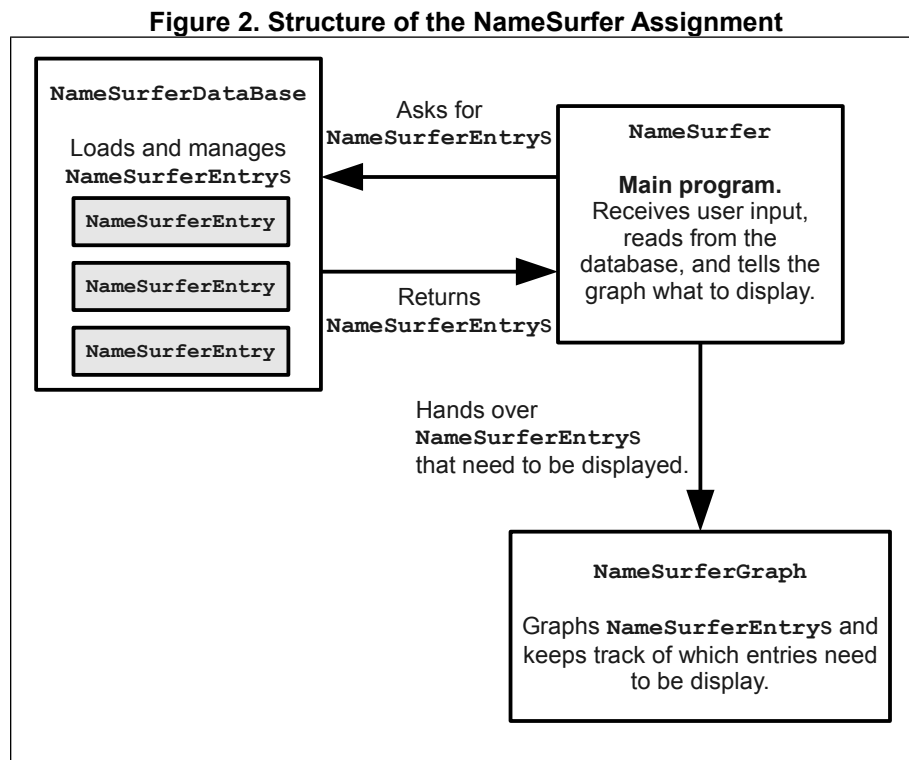 Figure 2. Structure of the NameSurfer Assignment
NameSurferDataBase
Loads and manages
NameSurferEntrys
NameSurferEntry
NameSurferEntry
NameSurferEntry
Asks for
NameSurferEntrys
Returns
NameSurferEntrys
NameSurfer
Main program.
Receives user input,
reads from the
database, and tells the
graph what to display.
Hands over
NameSurferEntrys
that need to be displayed.
NameSurferGraph
Graphs NameSurferEntrys and
keeps track of which entries need
to be display.